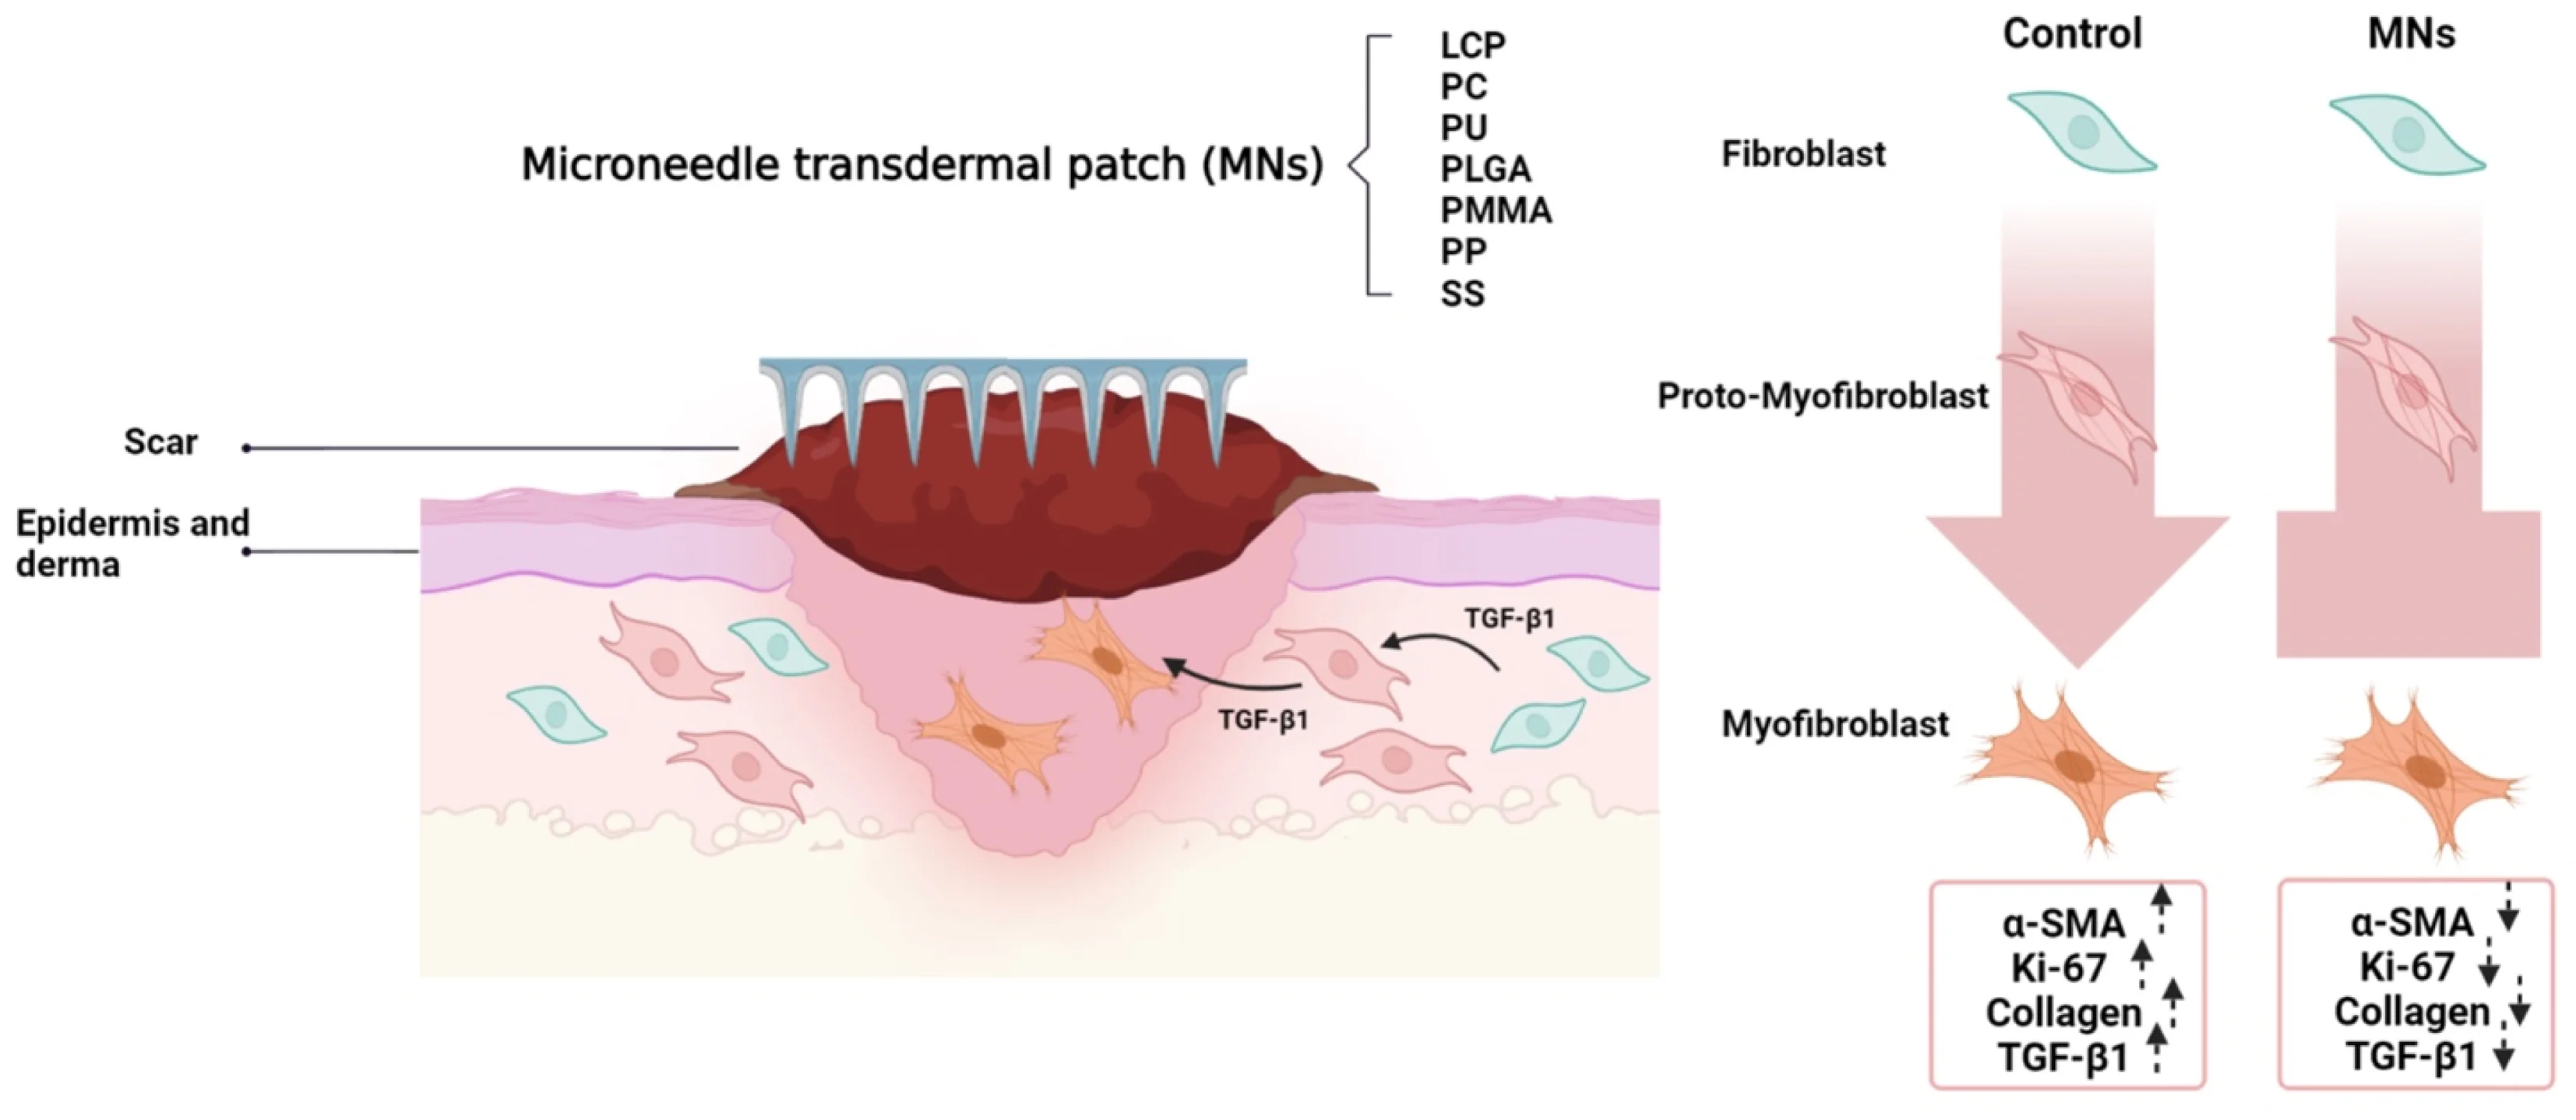 Microneedle transdermal patch (MNs)
LCP
PC
PU
PLGA
PMMA
PP
SS
Scar
Epidermis and
derma
TGF-β1
TGF-β1
Control
MNs
Fibroblast
Proto-Myofibroblast
Myofibroblast
α-SMA
Ki-67
Collagen
TGF-β1
α-SMA
Ki-67
Collagen
TGF-β1